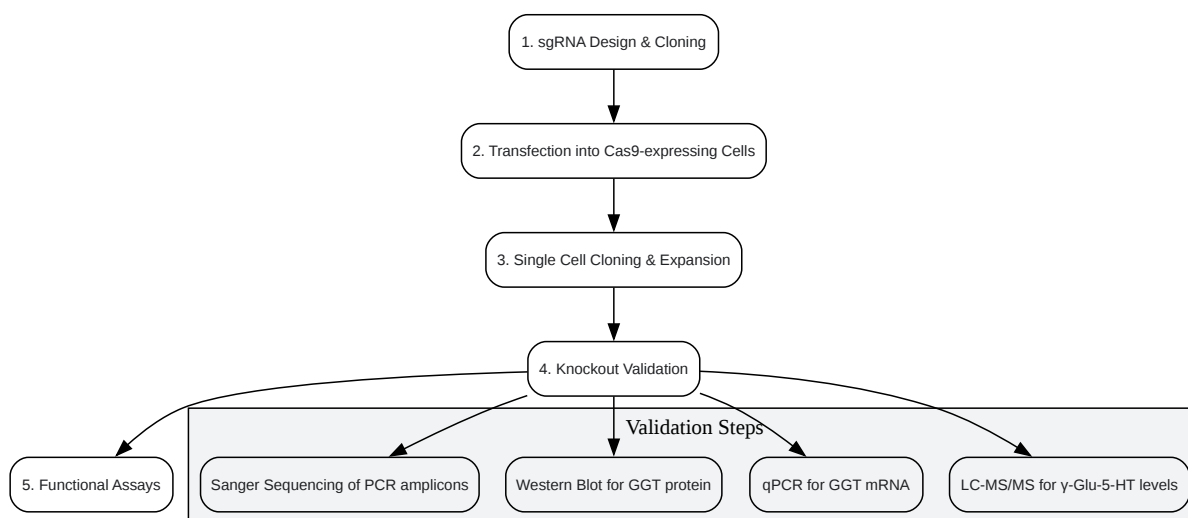 1. sgRNA Design & Cloning
2. Transfection into Cas9-expressing Cells
3. Single Cell Cloning & Expansion
4. Knockout Validation
Validation Steps
5. Functional Assays
Sanger Sequencing of PCR amplicons
Western Blot for GGT protein
qPCR for GGT mRNA
LC-MS/MS for γ-Glu-5-HT levels